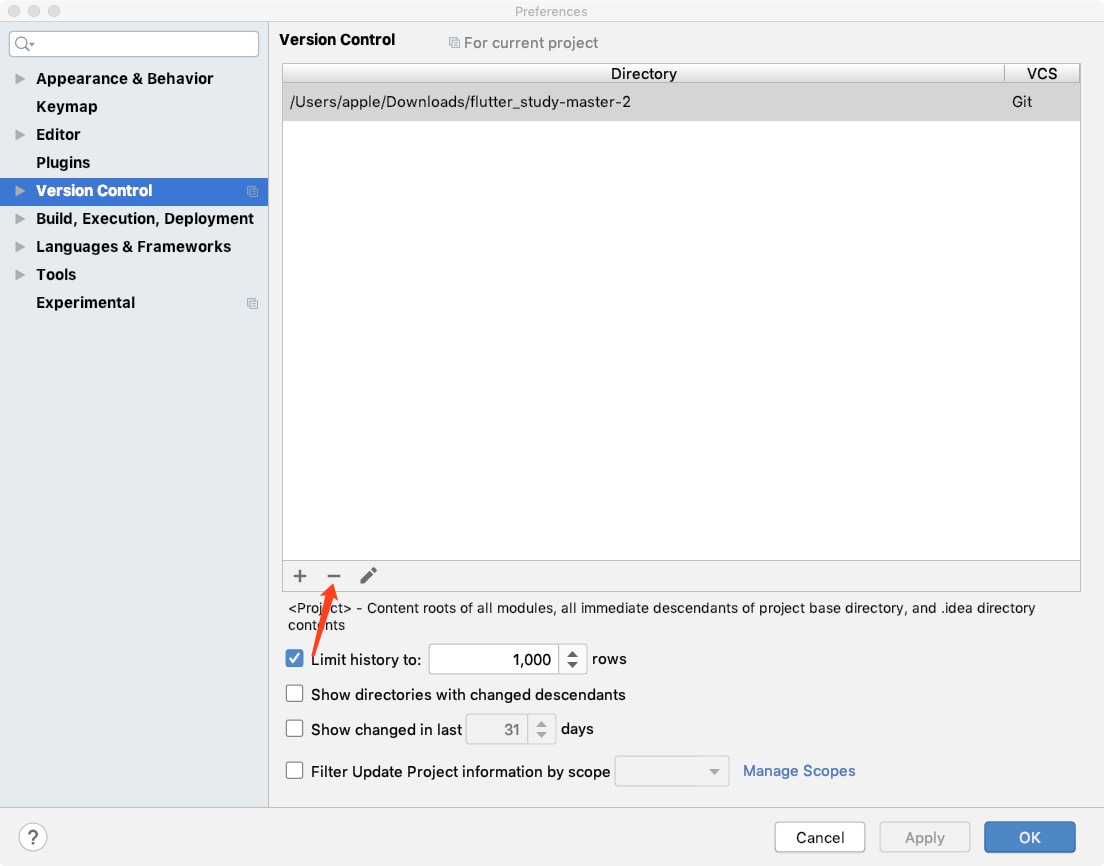 Preferences
Version Control
For current project
Appearance & Behavior
Keymap
Editor
Plugins
Version Control
Build, Execution, Deployment
Languages & Frameworks
Tools
Experimental
Directory VCS
/Users/apple/Downloads/flutter_study-master-2 Git
<Project> - Content roots of all modules, all immediate descendants of project base directory, and .idea directory
contents
Limit history to: 1,000 rows
Show directories with changed descendants
Show changed in last 31 days
Filter Update Project information by scope Manage Scopes
? Cancel Apply OK